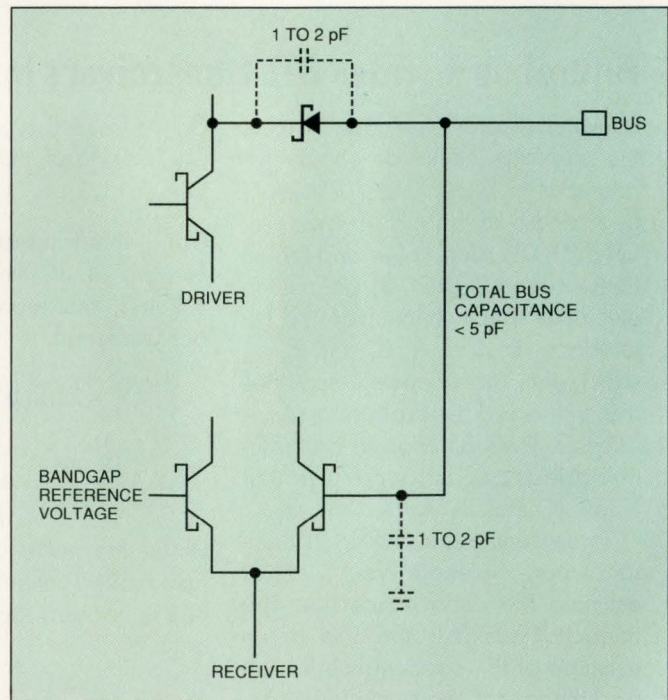 1 TO 2 pF
BUS
DRIVER
TOTAL BUS
CAPACITANCE
< 5 pF
BANDGAP
REFERENCE
VOLTAGE
1 TO 2 pF
RECEIVER